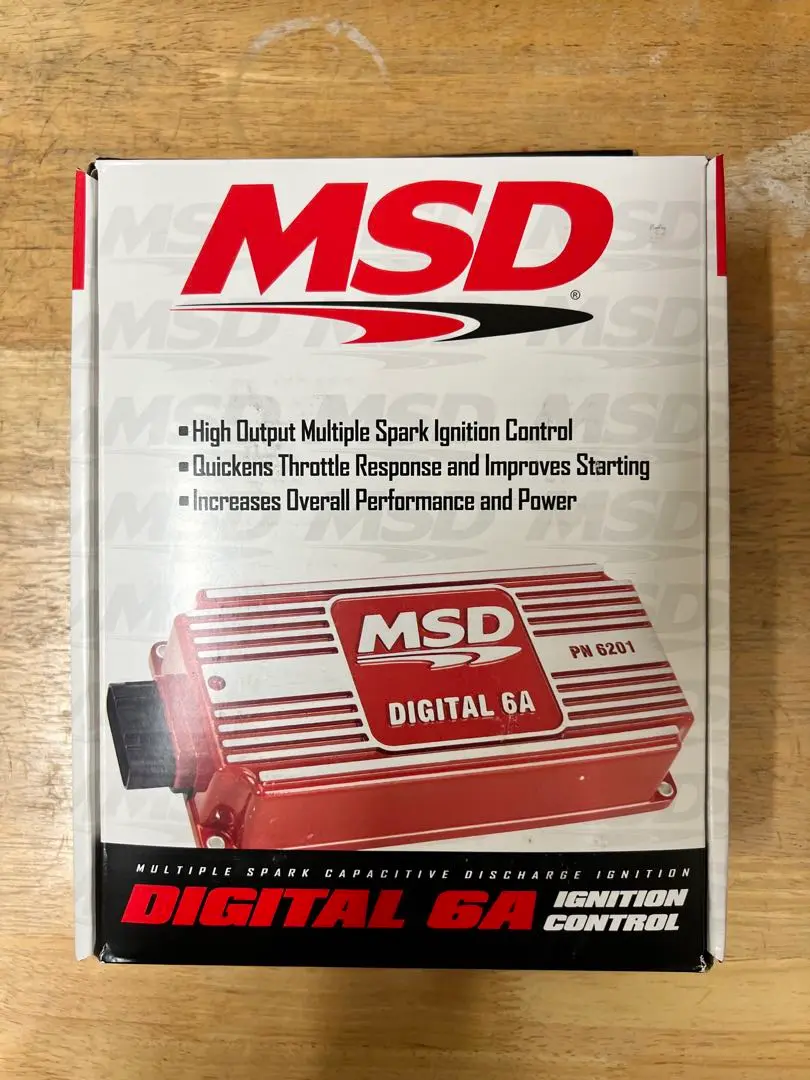 MSD
®
• High Output Multiple Spark Ignition Control
• Quickens Throttle Response and Improves Starting
• Increases Overall Performance and Power
MSD
DIGITAL 6A
PN 6201
MULTIPLE SPARK CAPACITIVE DISCHARGE IGNITION
DIGITAL 6A IGNITION
CONTROL